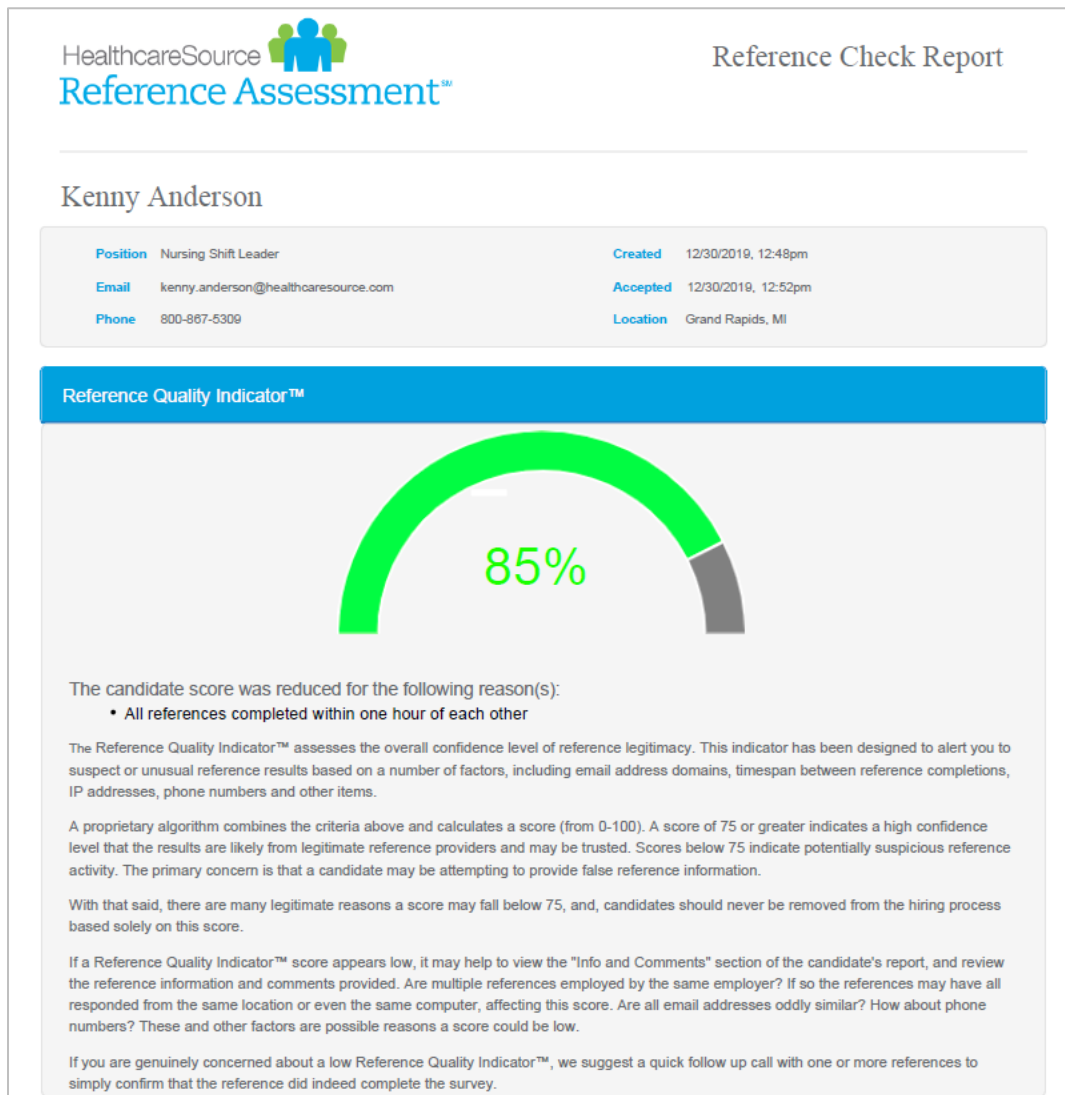 HealthcareSource
Reference Assessment℠
Reference Check Report
Kenny Anderson
Position Nursing Shift Leader
Created 12/30/2019, 12:48pm
Email kenny.anderson@healthcaresource.com
Accepted 12/30/2019, 12:52pm
Phone 800-867-5309
Location Grand Rapids, MI
Reference Quality Indicator™
85%
The candidate score was reduced for the following reason(s):
• All references completed within one hour of each other
The Reference Quality Indicator™ assesses the overall confidence level of reference legitimacy. This indicator has been designed to alert you to
suspect or unusual reference results based on a number of factors, including email address domains, timespan between reference completions,
IP addresses, phone numbers and other items.
A proprietary algorithm combines the criteria above and calculates a score (from 0-100). A score of 75 or greater indicates a high confidence
level that the results are likely from legitimate reference providers and may be trusted. Scores below 75 indicate potentially suspicious reference
activity. The primary concern is that a candidate may be attempting to provide false reference information.
With that said, there are many legitimate reasons a score may fall below 75, and, candidates should never be removed from the hiring process
based solely on this score.
If a Reference Quality Indicator™ score appears low, it may help to view the "Info and Comments" section of the candidate's report, and review
the reference information and comments provided. Are multiple references employed by the same employer? If so the references may have all
responded from the same location or even the same computer, affecting this score. Are all email addresses oddly similar? How about phone
numbers? These and other factors are possible reasons a score could be low.
If you are genuinely concerned about a low Reference Quality Indicator™, we suggest a quick follow up call with one or more references to
simply confirm that the reference did indeed complete the survey.